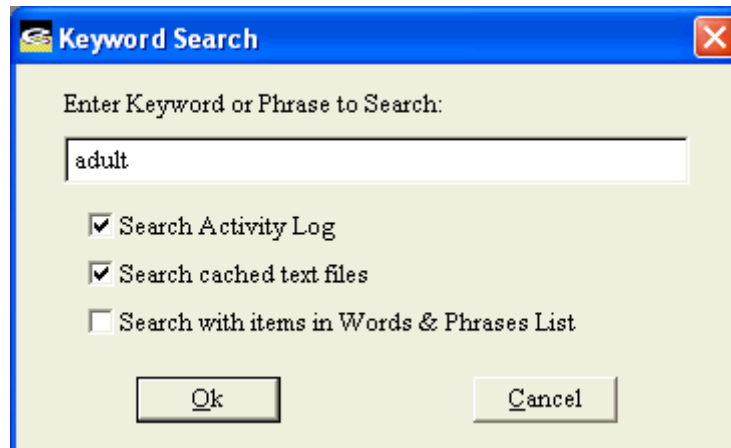 Keyword Search
Enter Keyword or Phrase to Search:
adult
Search Activity Log
Search cached text files
Search with items in Words & Phrases List
Ok
Cancel